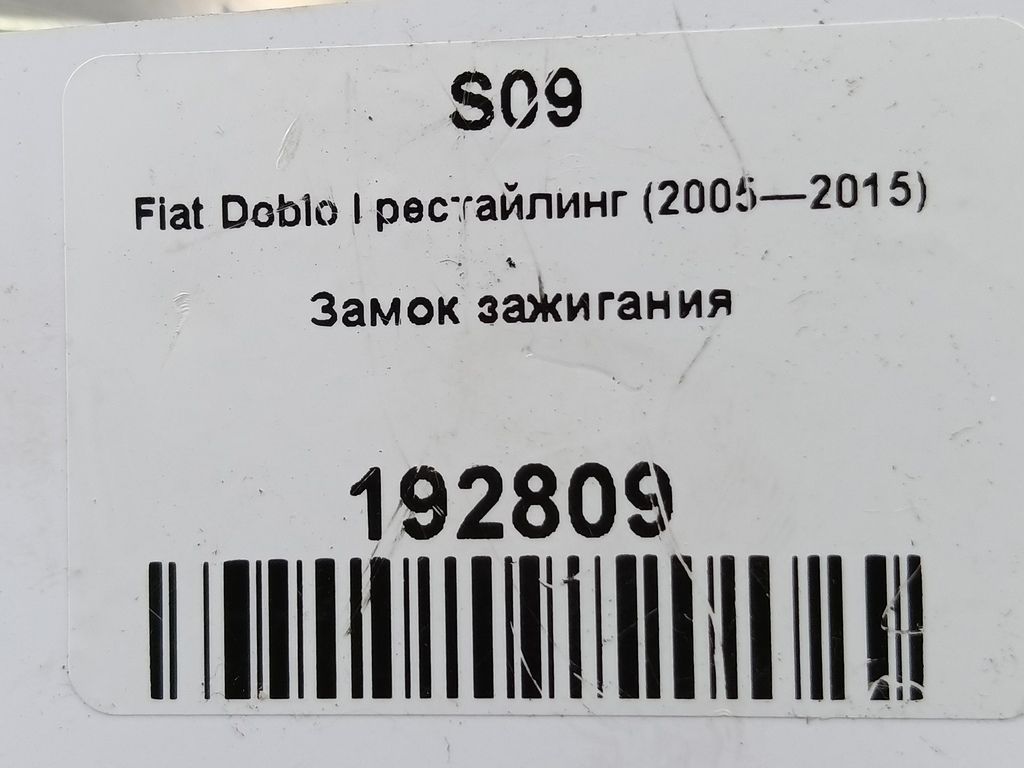 S09
Fiat Doblo I рестайлинг (2005—2015)
Замок зажигания
192809